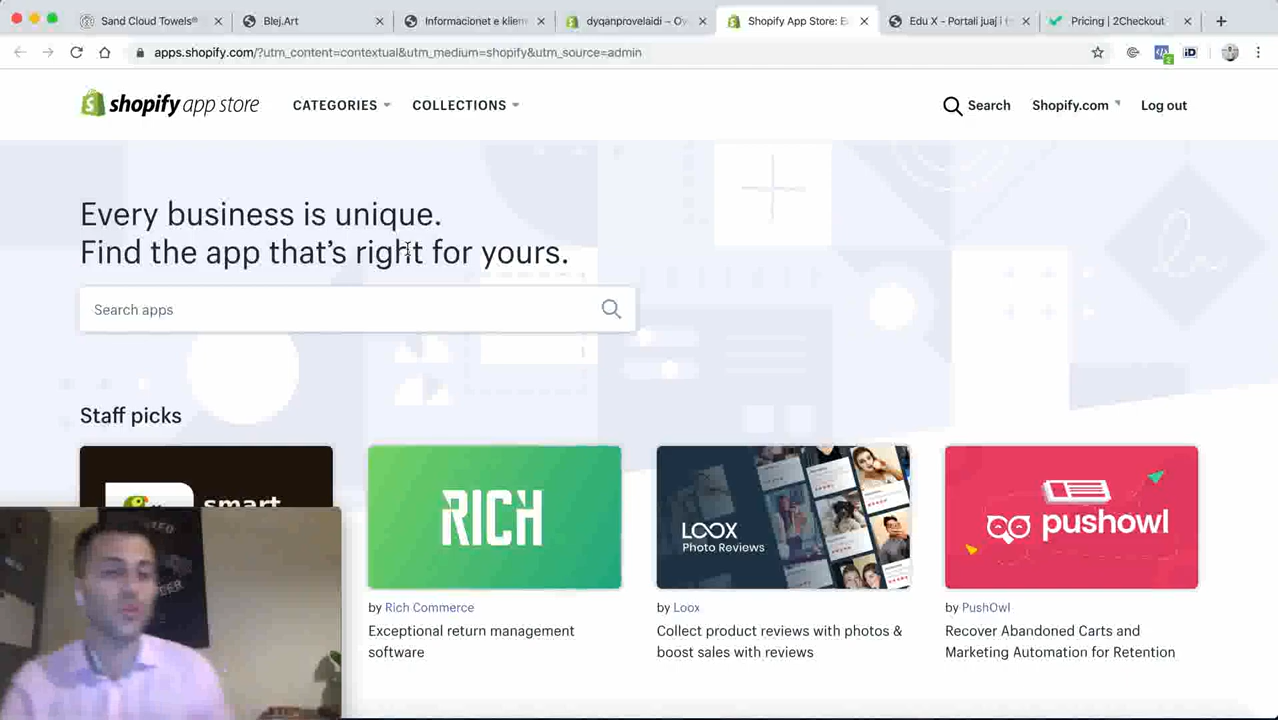 Sand Cloud Towels®
Blej.Art
Informacionet e klien
dyqanprovelaidi – Ov
Shopify App Store: E
Edu X - Portali juaj i t
Pricing | 2Checkout
apps.shopify.com/?utm_content=contextual&utm_medium=shopify&utm_source=admin
shopify app store
CATEGORIES
COLLECTIONS
Search
Shopify.com
Log out
Every business is unique.
Find the app that's right for yours.
Search apps
Staff picks
smart
RICH
LOOX
Photo Reviews
pushowl
by Rich Commerce
Exceptional return management
software
by Loox
Collect product reviews with photos &
boost sales with reviews
by PushOwl
Recover Abandoned Carts and
Marketing Automation for Retention